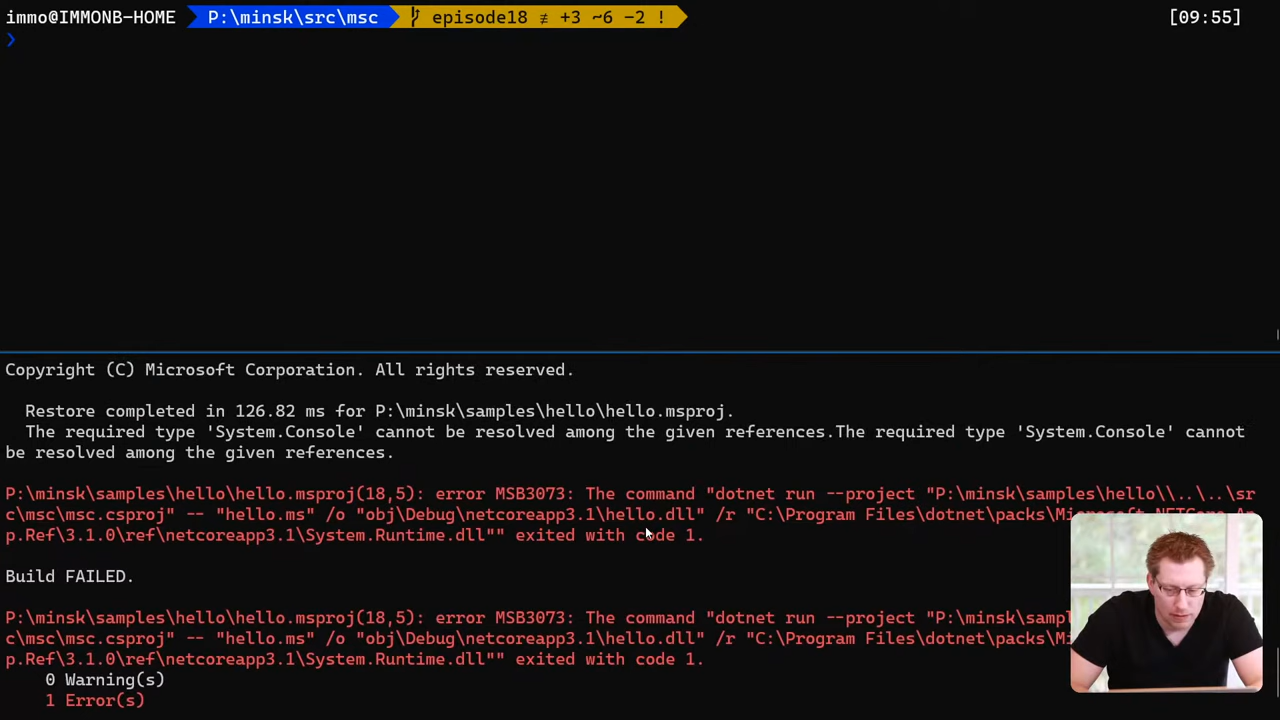 immo@IMMONB-HOME P:\minsk\src\msc episode18 ≢ +3 ~6 -2 ! [09:55]
❯
Copyright (C) Microsoft Corporation. All rights reserved.
Restore completed in 126.82 ms for P:\minsk\samples\hello\hello.msproj.
The required type 'System.Console' cannot be resolved among the given references.The required type 'System.Console' cannot
be resolved among the given references.
P:\minsk\samples\hello\hello.msproj(18,5): error MSB3073: The command "dotnet run --project "P:\minsk\samples\hello\\..\..\sr
c\msc\msc.csproj" -- "hello.ms" /o "obj\Debug\netcoreapp3.1\hello.dll" /r "C:\Program Files\dotnet\packs\Microsoft.NETCore.Ap
p.Ref\3.1.0\ref\netcoreapp3.1\System.Runtime.dll"" exited with code 1.
Build FAILED.
P:\minsk\samples\hello\hello.msproj(18,5): error MSB3073: The command "dotnet run --project "P:\minsk\sam
c\msc\msc.csproj" -- "hello.ms" /o "obj\Debug\netcoreapp3.1\hello.dll" /r "C:\Program Files\dotnet\packs\Mi
p.Ref\3.1.0\ref\netcoreapp3.1\System.Runtime.dll"" exited with code 1.
0 Warning(s)
1 Error(s)